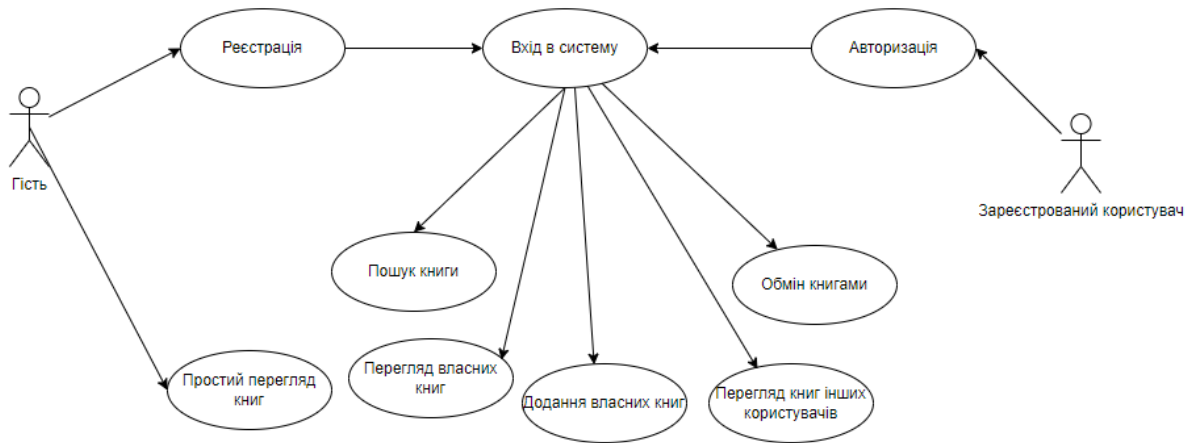 Реєстрація
Вхід в систему
Авторизація
Гість
Зареєстрований користувач
Пошук книги
Обмін книгами
Простий перегляд
книг
Перегляд власних
книг
Додання власних книг
Перегляд книг інших
користувачів